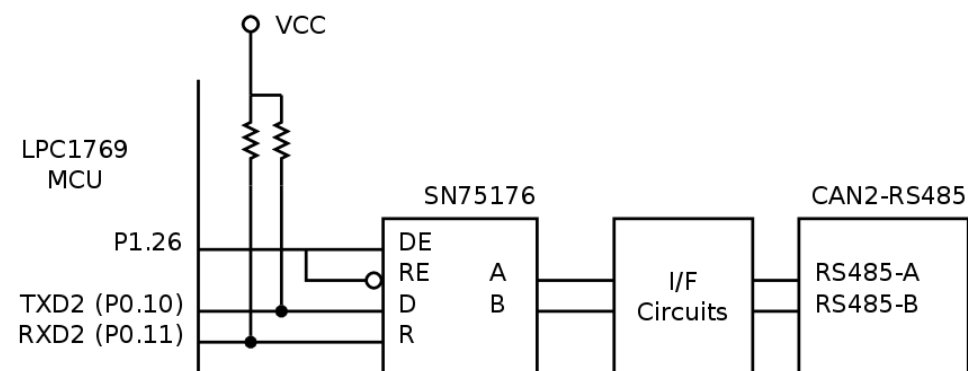 VCC
LPC1769
MCU
SN75176
CAN2-RS485
P1.26
DE
RE
A
I/F
Circuits
RS485-A
TXD2 (P0.10)
D
B
RS485-B
RXD2 (P0.11)
R